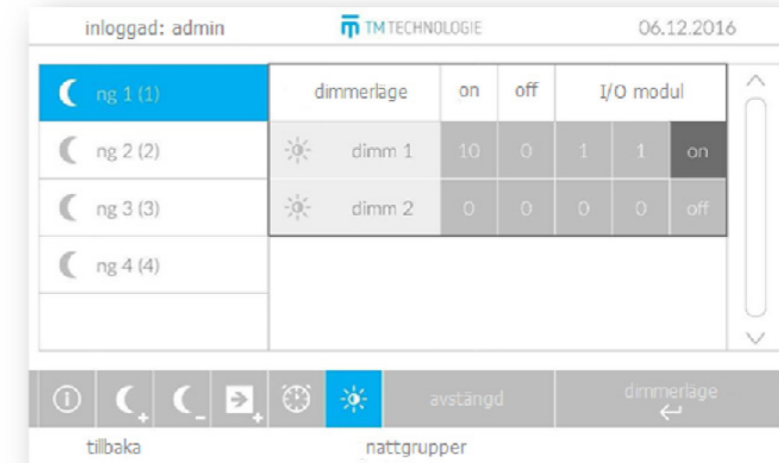 inloggad: admin TM TECHNOLOGIE 06.12.2016
ng 1 (1) dimmerläge on off I/O modul
ng 2 (2) dimm 1 10 0 1 1 on
ng 3 (3) dimm 2 0 0 0 0 off
ng 4 (4)
avstängd dimmerläge
tillbaka nattgrupper